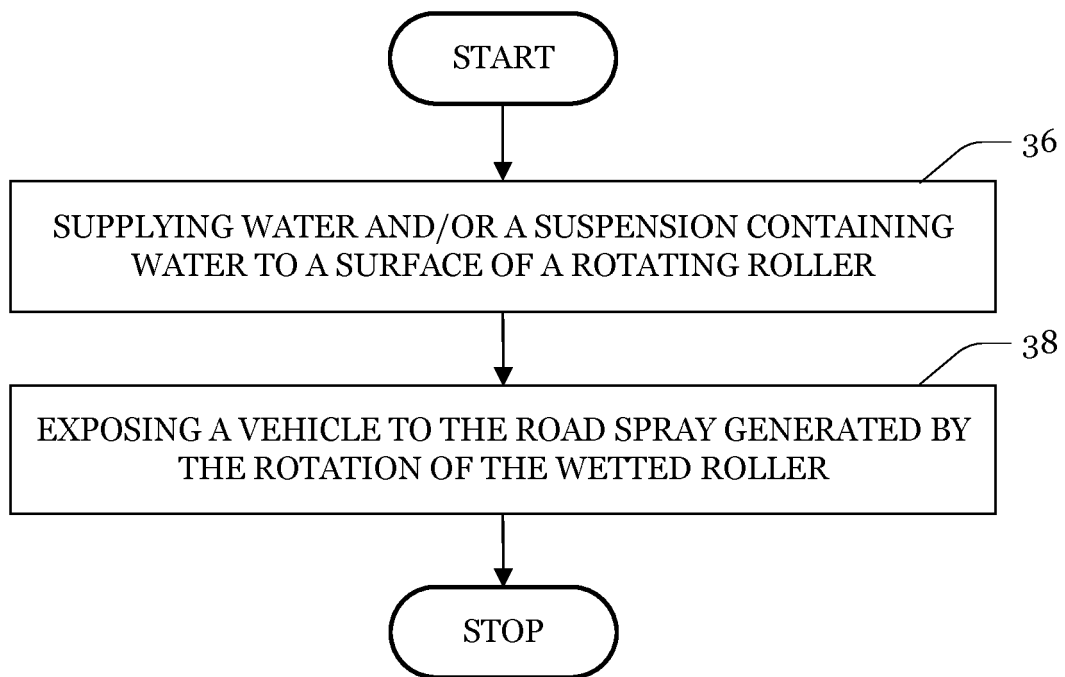 START
36
SUPPLYING WATER AND/OR A SUSPENSION CONTAINING
WATER TO A SURFACE OF A ROTATING ROLLER
38
EXPOSING A VEHICLE TO THE ROAD SPRAY GENERATED BY
THE ROTATION OF THE WETTED ROLLER
STOP